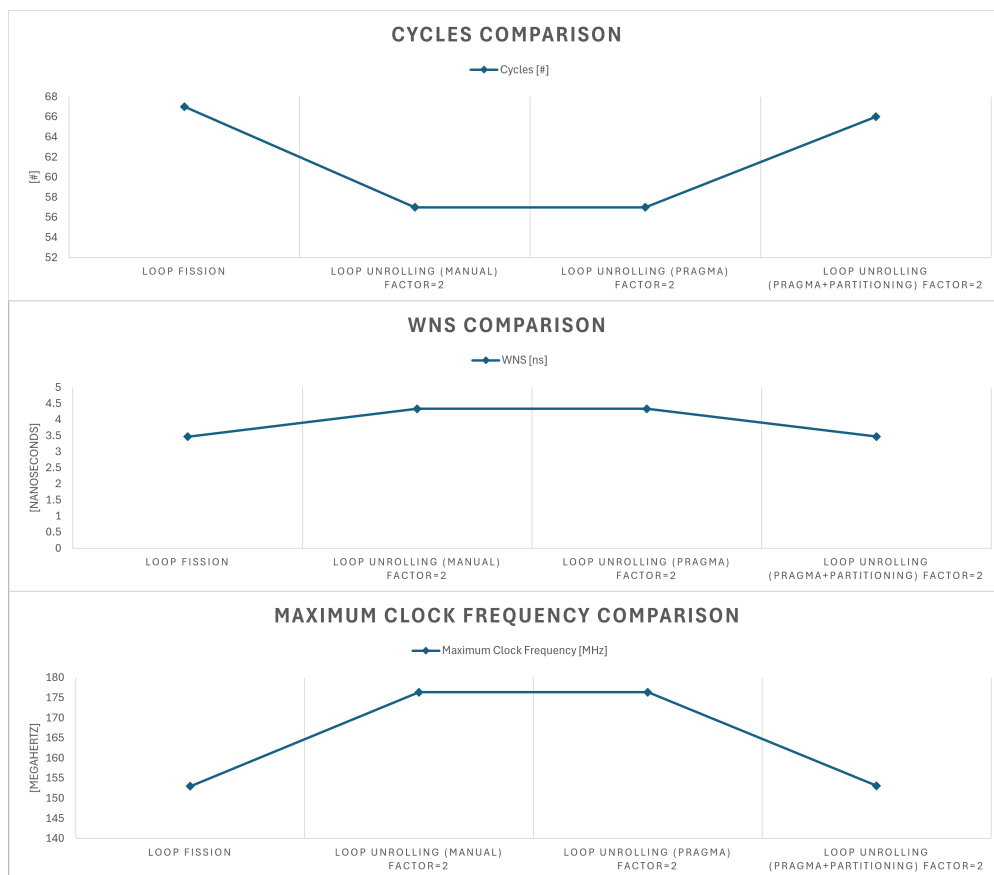 CYCLES COMPARISON
Cycles [#]
68
66
64
62
60
58
56
54
52
[#]
LOOP FISSION
LOOP UNROLLING (MANUAL)
FACTOR=2
LOOP UNROLLING (PRAGMA)
FACTOR=2
LOOP UNROLLING
(PRAGMA+PARTITIONING) FACTOR=2
WNS COMPARISON
WNS [ns]
5
4.5
4
3.5
3
2.5
2
1.5
1
0.5
0
[NANOSECONDS]
LOOP FISSION
LOOP UNROLLING (MANUAL)
FACTOR=2
LOOP UNROLLING (PRAGMA)
FACTOR=2
LOOP UNROLLING
(PRAGMA+PARTITIONING) FACTOR=2
MAXIMUM CLOCK FREQUENCY COMPARISON
Maximum Clock Frequency [MHz]
180
175
170
165
160
155
150
145
140
[MEGAHERTZ]
LOOP FISSION
LOOP UNROLLING (MANUAL)
FACTOR=2
LOOP UNROLLING (PRAGMA)
FACTOR=2
LOOP UNROLLING
(PRAGMA+PARTITIONING) FACTOR=2